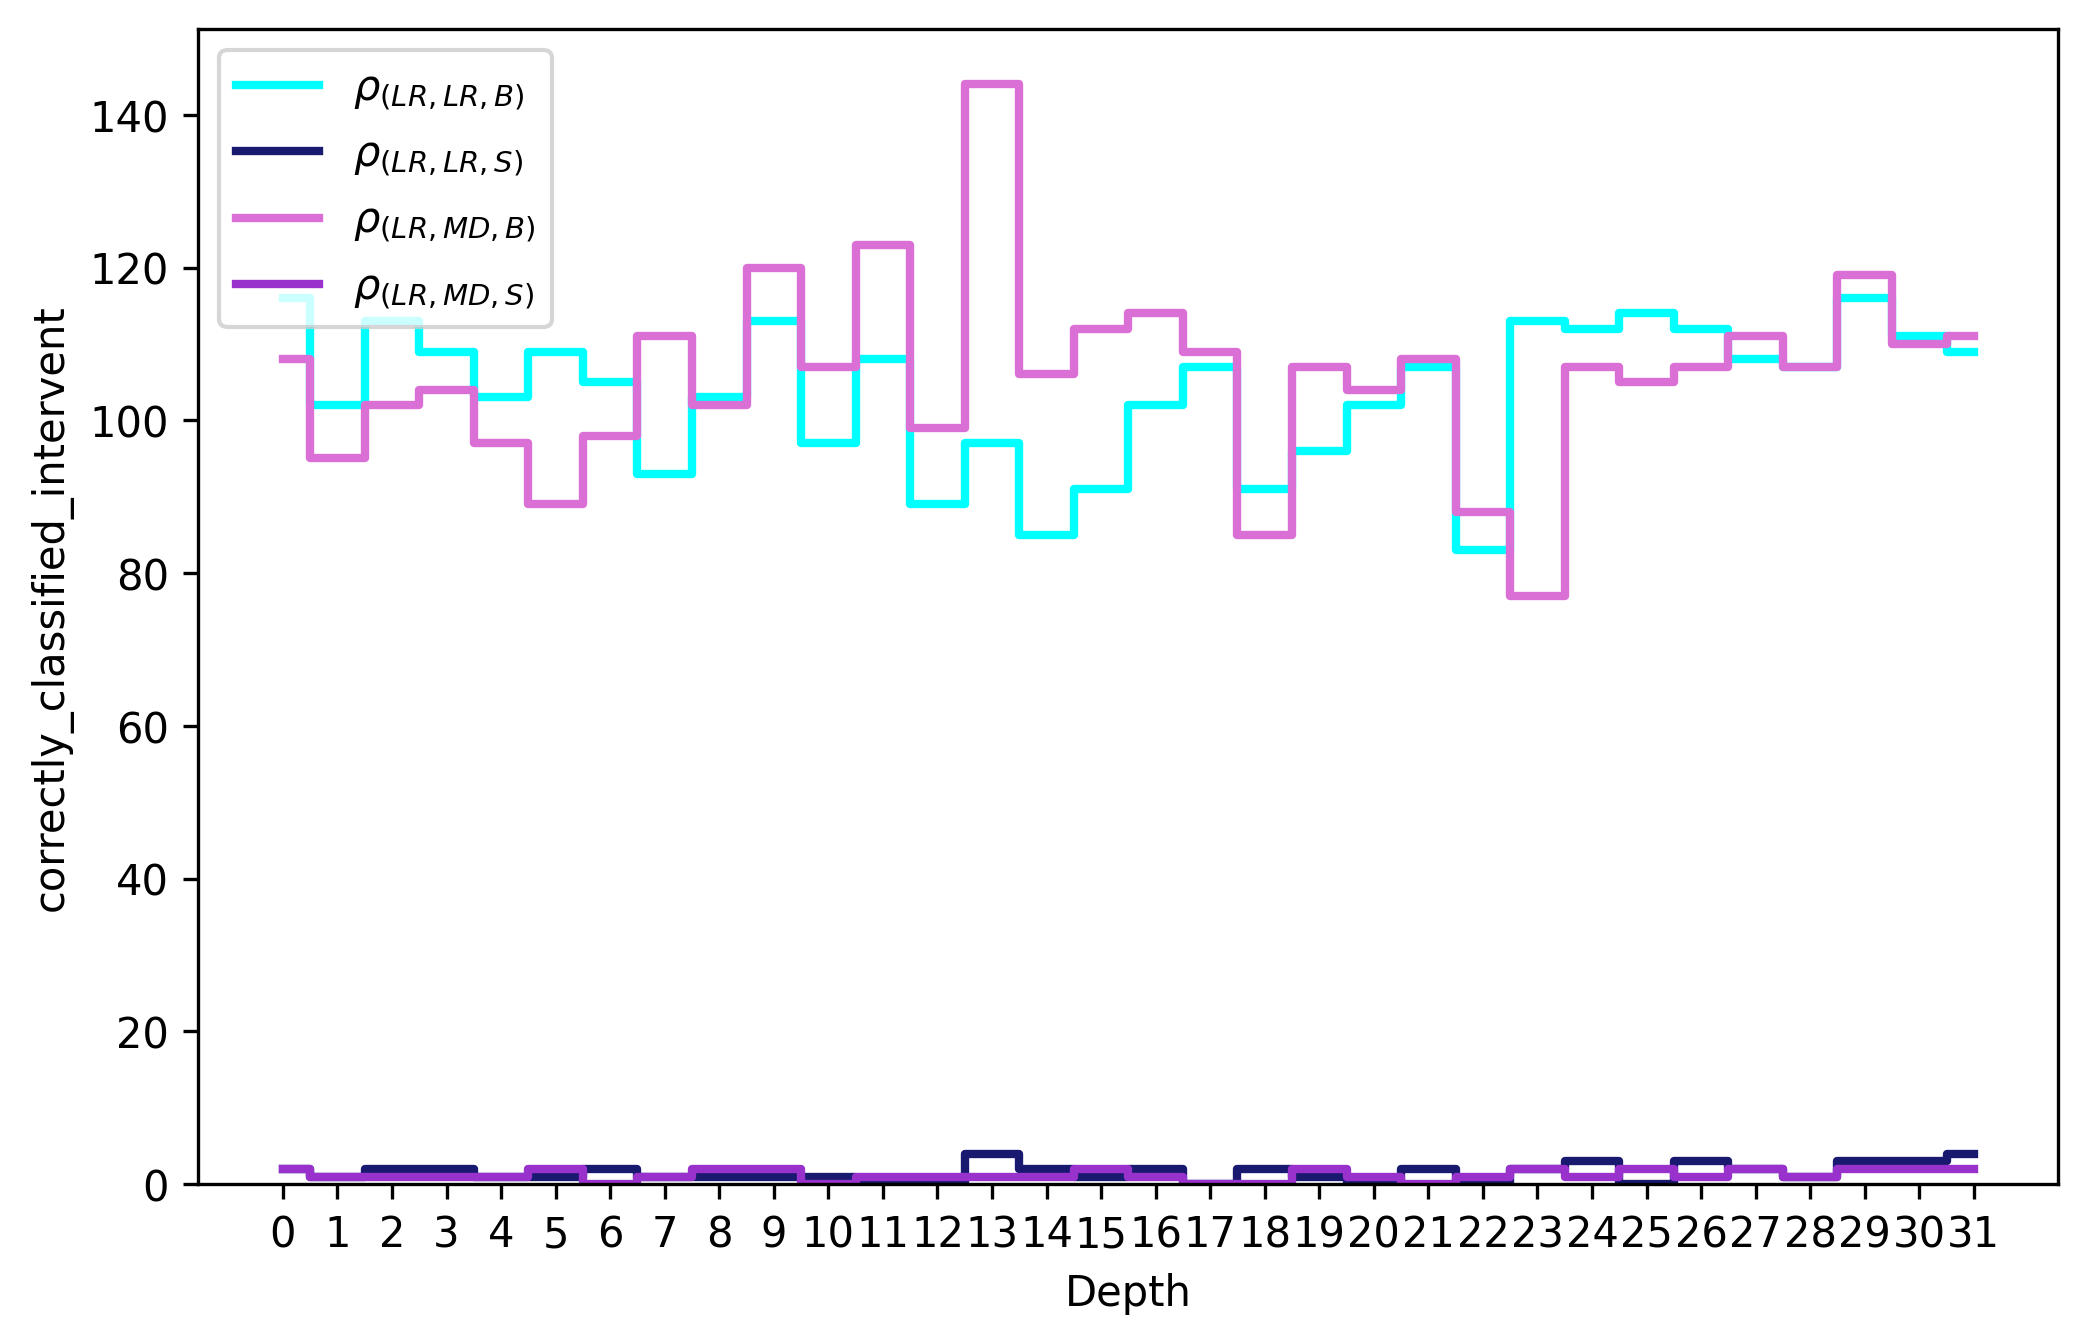 ρ(LR, LR, B)
ρ(LR, LR, S)
ρ(LR, MD, B)
ρ(LR, MD, S)
correctly_classified_intervent
140
120
100
80
60
40
20
0
0 1 2 3 4 5 6 7 8 9 10 11 12 13 14 15 16 17 18 19 20 21 22 23 24 25 26 27 28 29 30 31
Depth